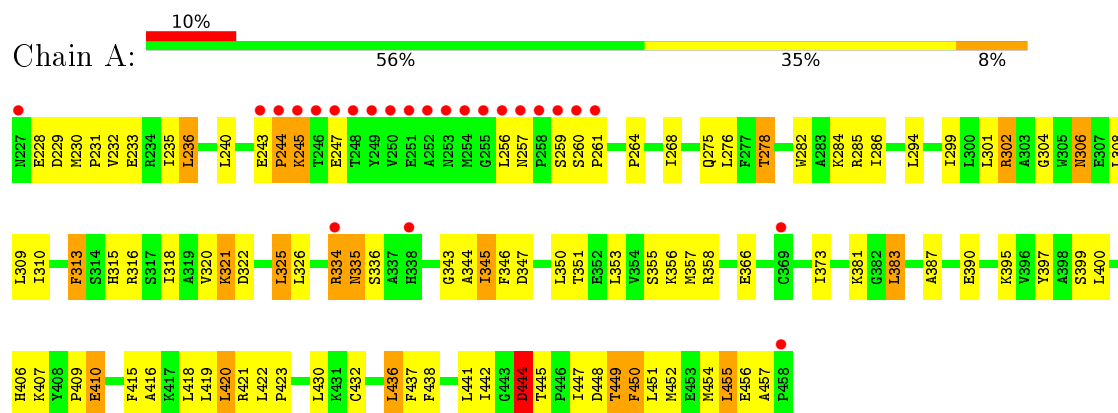 10%
Chain A:
56% 35% 8%
N227 E228 D229 M230 P231 V232 E233 R234 I235 L236 L240 E243 P244 K245 T246 E247 T248 Y249 V250 E251 A252 N253 M254 G255 L256 N257 P258 S259 S260 P261 P264 I268 Q275 L276 F277 T278 W282 A283 K284 R285 I286 L294 I299 L300 L301 R302 A303 G304 W305 N306 E307 L308
L309 I310 F313 S314 H315 R316 S317 I318 A319 V320 K321 D322 L325 L326 R334 N335 S336 A337 H338 G343 A344 I345 F346 D347 L350 T351 E352 L353 V354 S355 K356 M357 R358 E366 C369 I373 K381 G382 L383 A387 E390 K395 V396 Y397 A398 S399 L400
H406 K407 Y408 P409 E410 F415 A416 K417 L418 L419 L420 R421 L422 P423 L430 K431 C432 L436 F437 F438 L441 I442 G443 D444 T445 P446 I447 D448 T449 F450 L451 M452 E453 M454 L455 E456 A457 P458